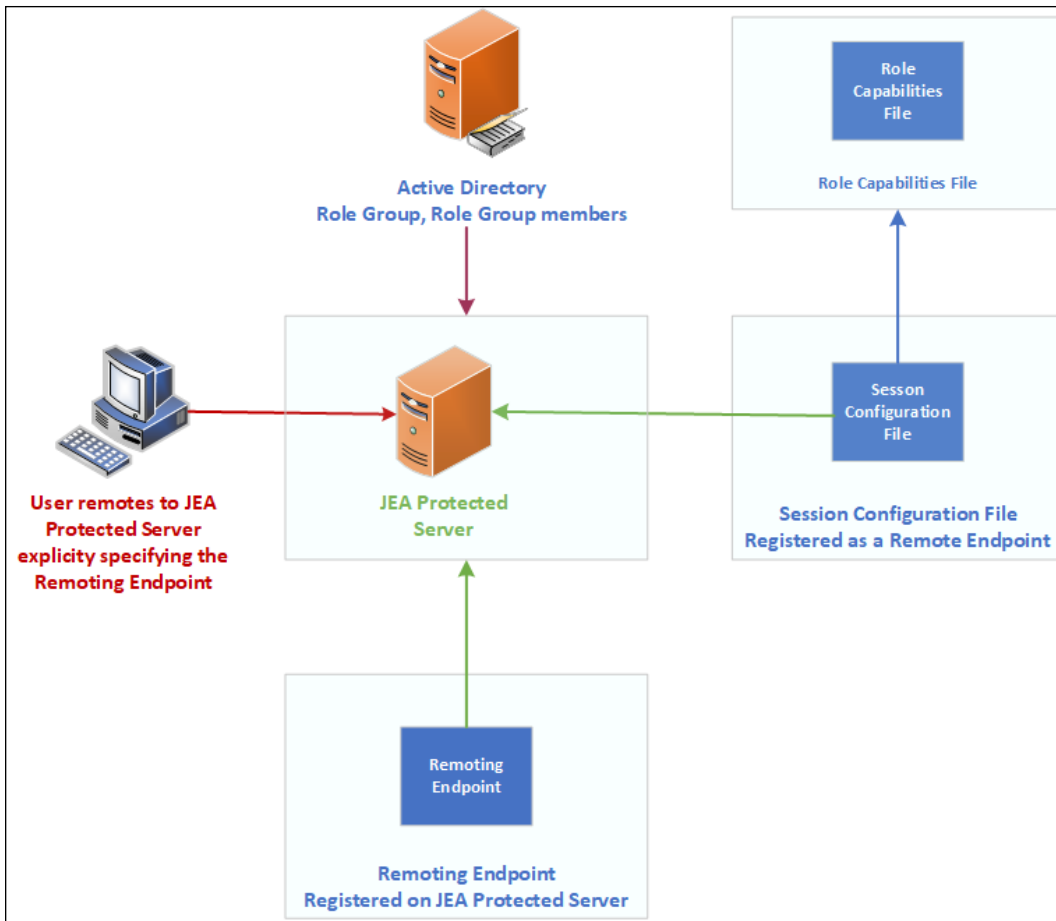 Role
Capabilities
File
Role Capabilities File
Active Directory
Role Group, Role Group members
User remotes to JEA
Protected Server
explicity specifying the
Remoting Endpoint
JEA Protected
Server
Sesson
Configuration
File
Session Configuration File
Registered as a Remote Endpoint
Remoting
Endpoint
Remoting Endpoint
Registered on JEA Protected Server